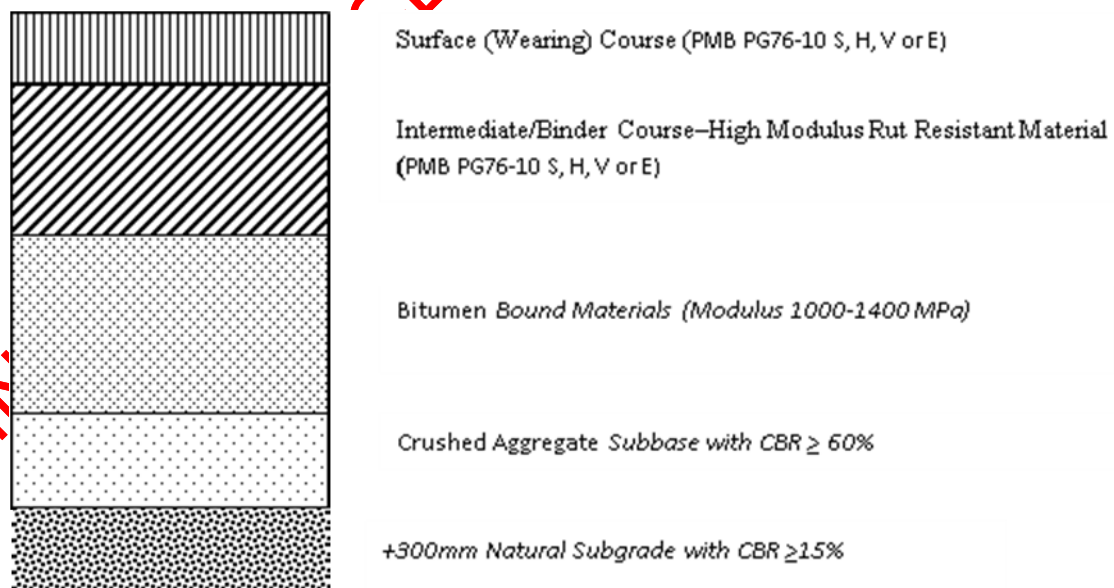 Surface (Wearing) Course (PMB PG76-10 S, H, V or E)
Intermediate/Binder Course–High Modulus Rut Resistant Material
(PMB PG76-10 S, H, V or E)
Bitumen Bound Materials (Modulus 1000-1400 MPa)
Crushed Aggregate Subbase with CBR ≥ 60%
+300mm Natural Subgrade with CBR ≥15%